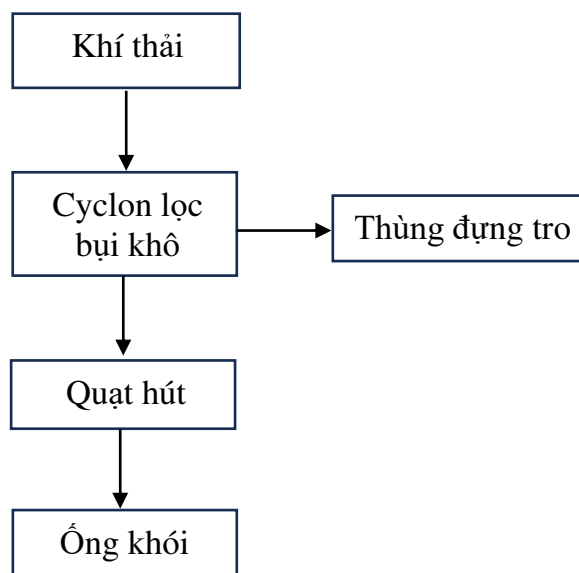 Khí thải
Cyclon lọc
bụi khô
Thùng đựng tro
Quạt hút
Ống khói